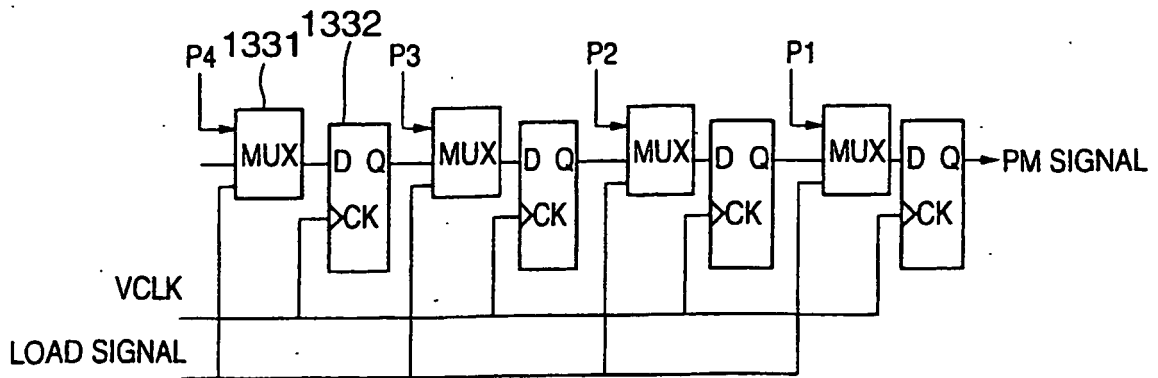 P4 1331 1332 P3 P2 P1
MUX D Q MUX D Q MUX D Q MUX D Q PM SIGNAL
CK CK CK CK
VCLK
LOAD SIGNAL